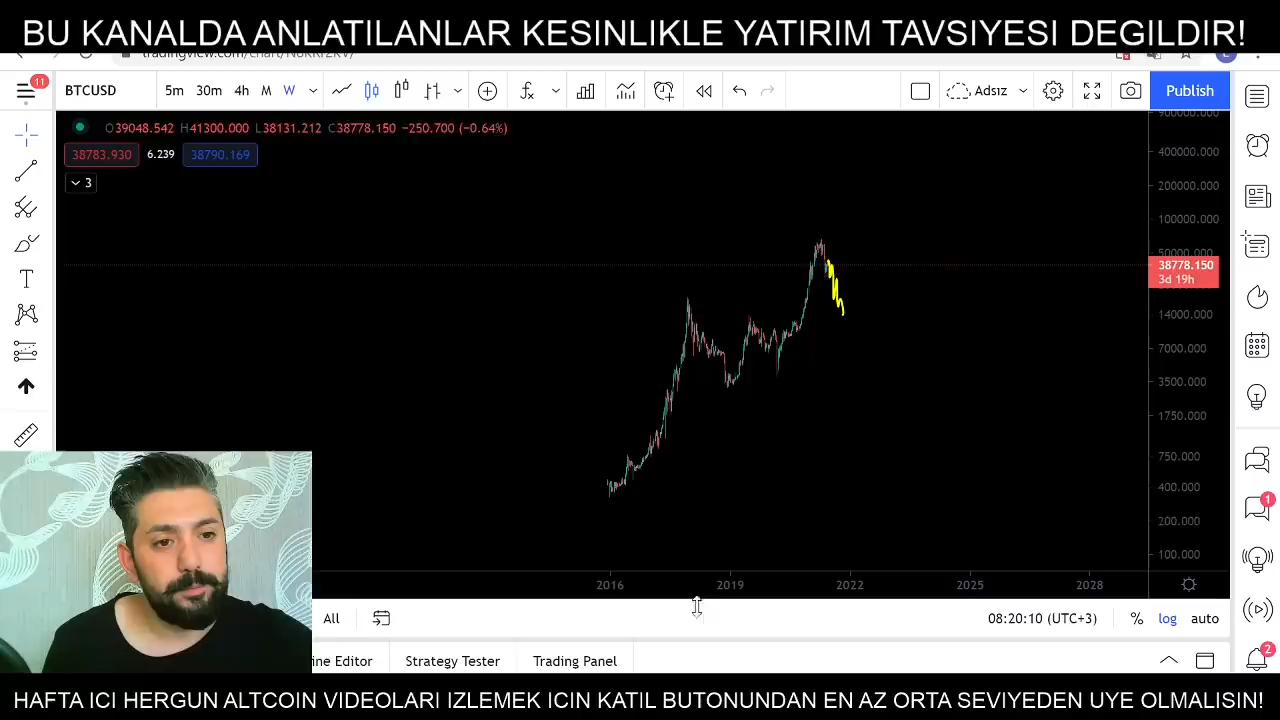 BU KANALDA ANLATILANLAR KESINLIKLE YATIRIM TAVSIYESI DEGILDIR!
11
BTCUSD 5m 30m 4h M W Adsız Publish
O39048.542 H41300.000 L38131.212 C38778.150 −250.700 (−0.64%)
38783.930 6.239 38790.169
3
400000.000
200000.000
100000.000
38778.150
3d 19h
14000.000
7000.000
3500.000
1750.000
750.000
400.000
200.000
100.000
1
2016 2019 2022 2025 2028
All 08:20:10 (UTC+3) % log auto
2
ine Editor Strategy Tester Trading Panel
HAFTA ICI HERGUN ALTCOIN VIDEOLARI IZLEMEK ICIN KATIL BUTONUNDAN EN AZ ORTA SEVIYEDEN UYE OLMALISIN!